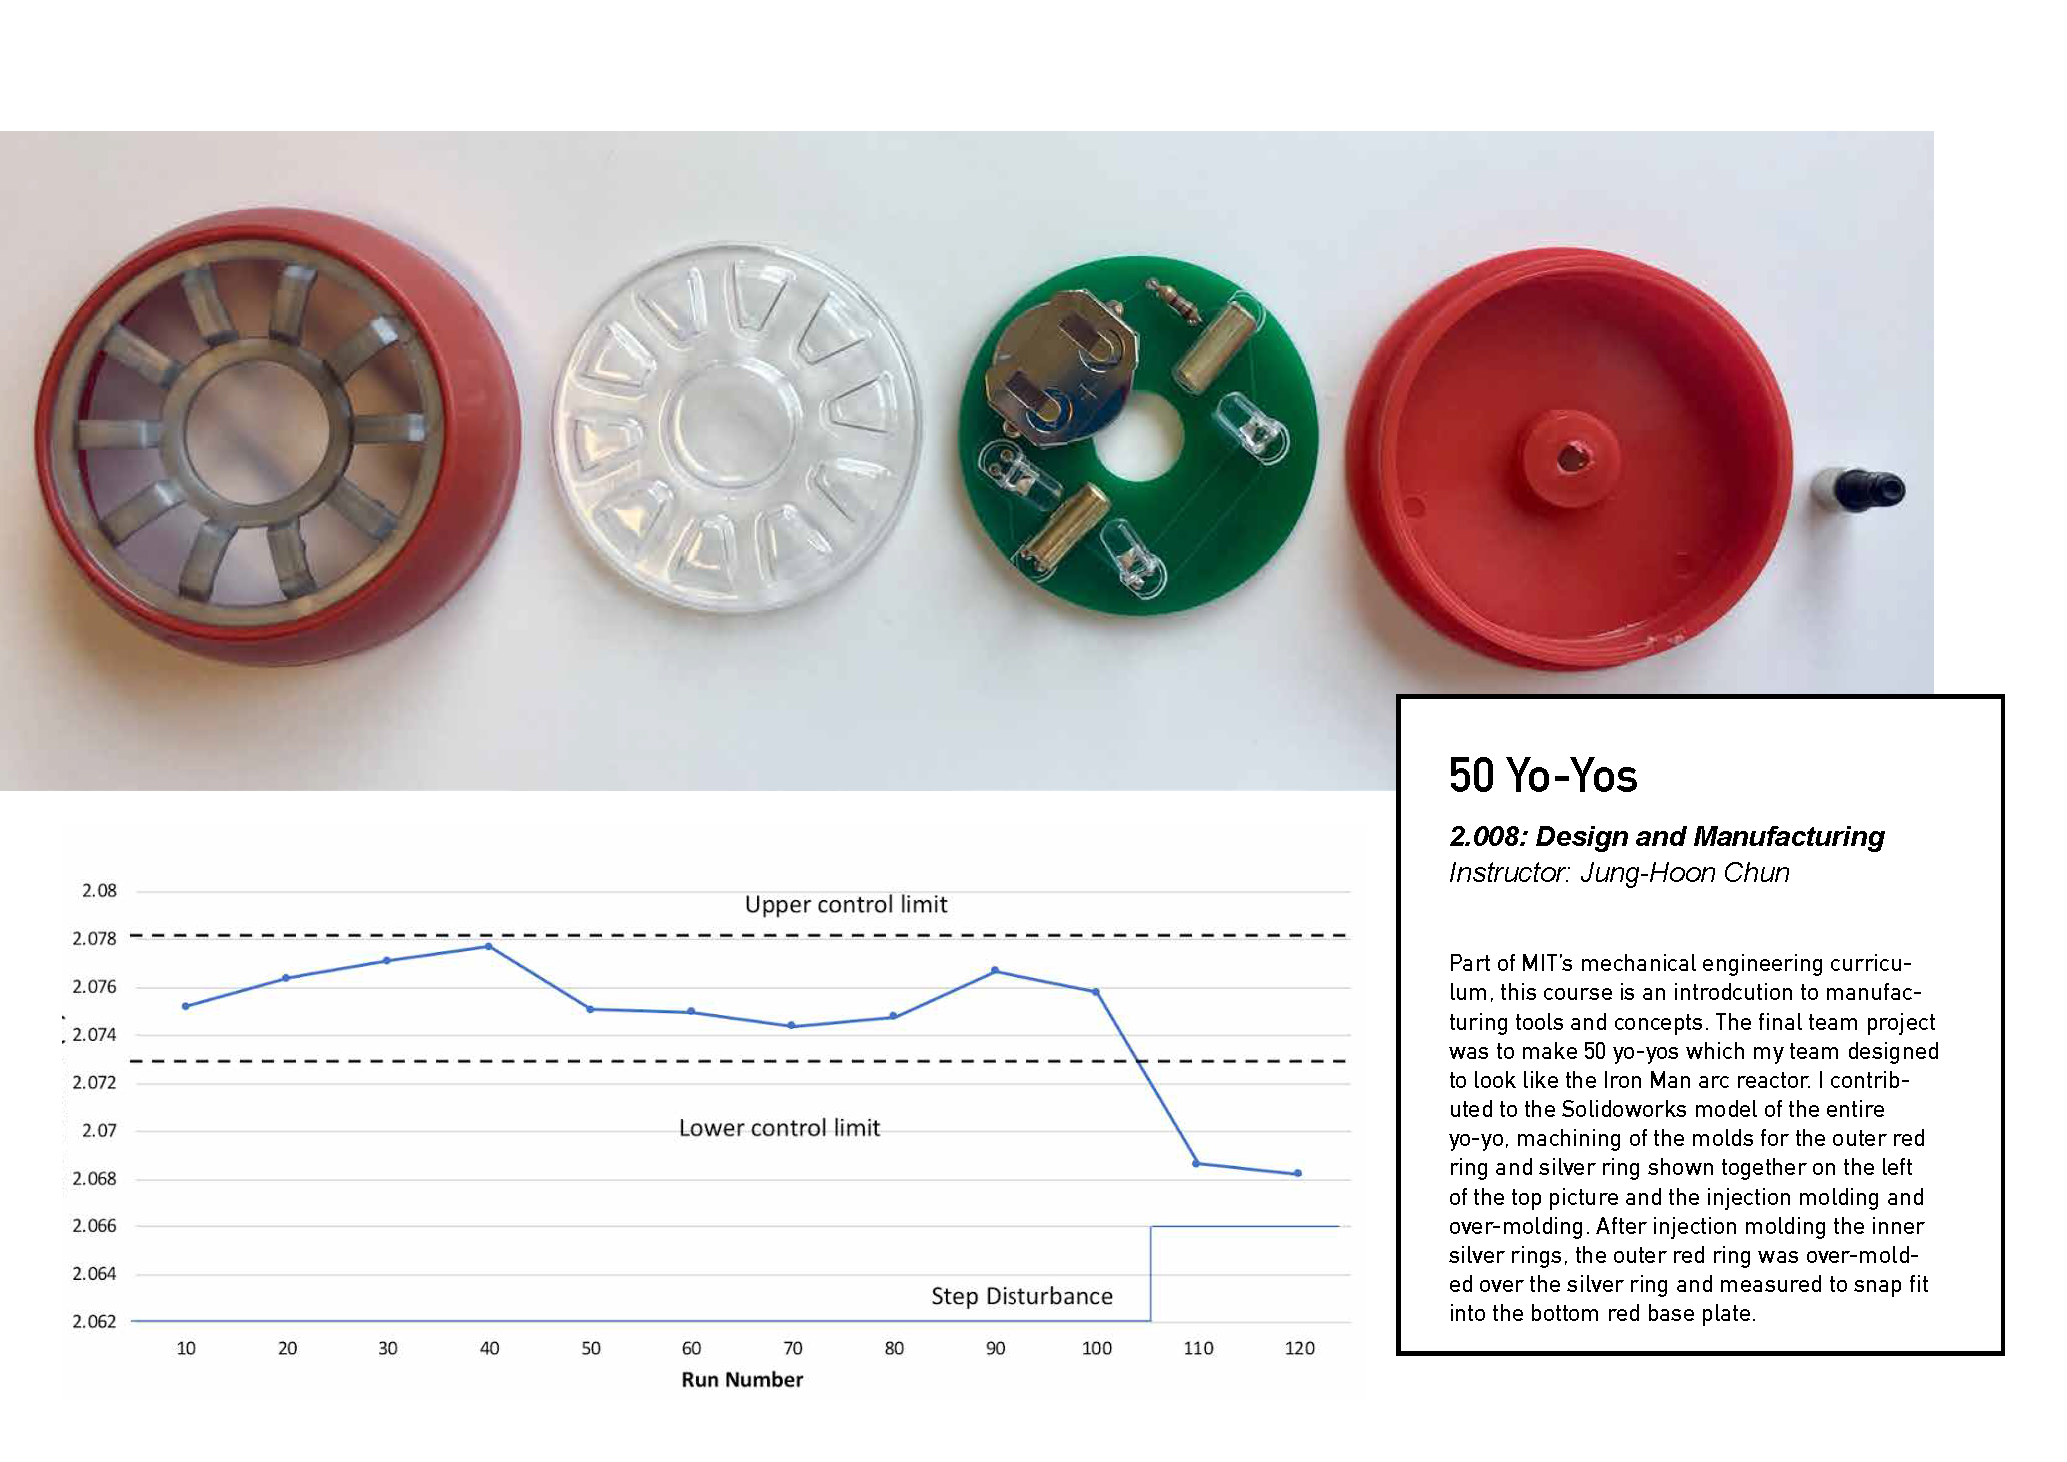 50 Yo-Yos
2.008: Design and Manufacturing
Instructor: Jung-Hoon Chun
Part of MIT's mechanical engineering curricu-
lum, this course is an introdcution to manufac-
turing tools and concepts. The final team project
was to make 50 yo-yos which my team designed
to look like the Iron Man arc reactor. I contrib-
uted to the Solidoworks model of the entire
yo-yo, machining of the molds for the outer red
ring and silver ring shown together on the left
of the top picture and the injection molding and
over-molding. After injection molding the inner
silver rings, the outer red ring was over-mold-
ed over the silver ring and measured to snap fit
into the bottom red base plate.
2.08
Upper control limit
2.078
2.076
2.074
2.072
2.07
Lower control limit
2.068
2.066
2.064
Step Disturbance
2.062
10 20 30 40 50 60 70 80 90 100 110 120
Run Number